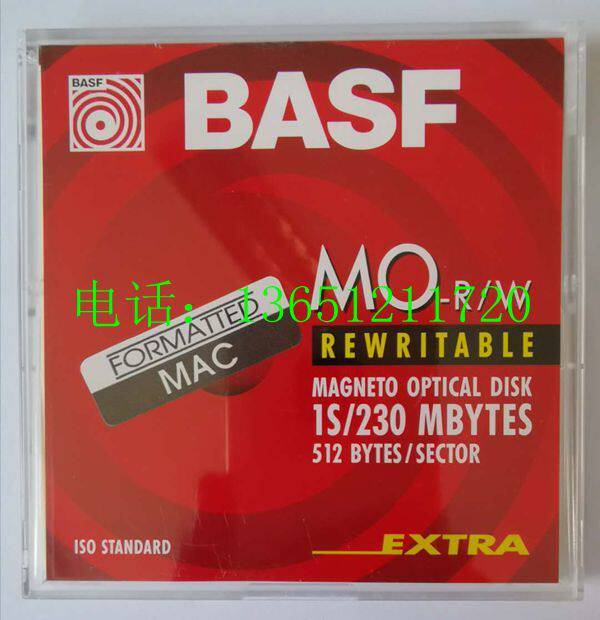 BASF
BASF
MO-R/W
电话：13651211720
FORMATTED
MAC
REWRITABLE
MAGNETO OPTICAL DISK
1S/230 MBYTES
512 BYTES/SECTOR
ISO STANDARD
EXTRA